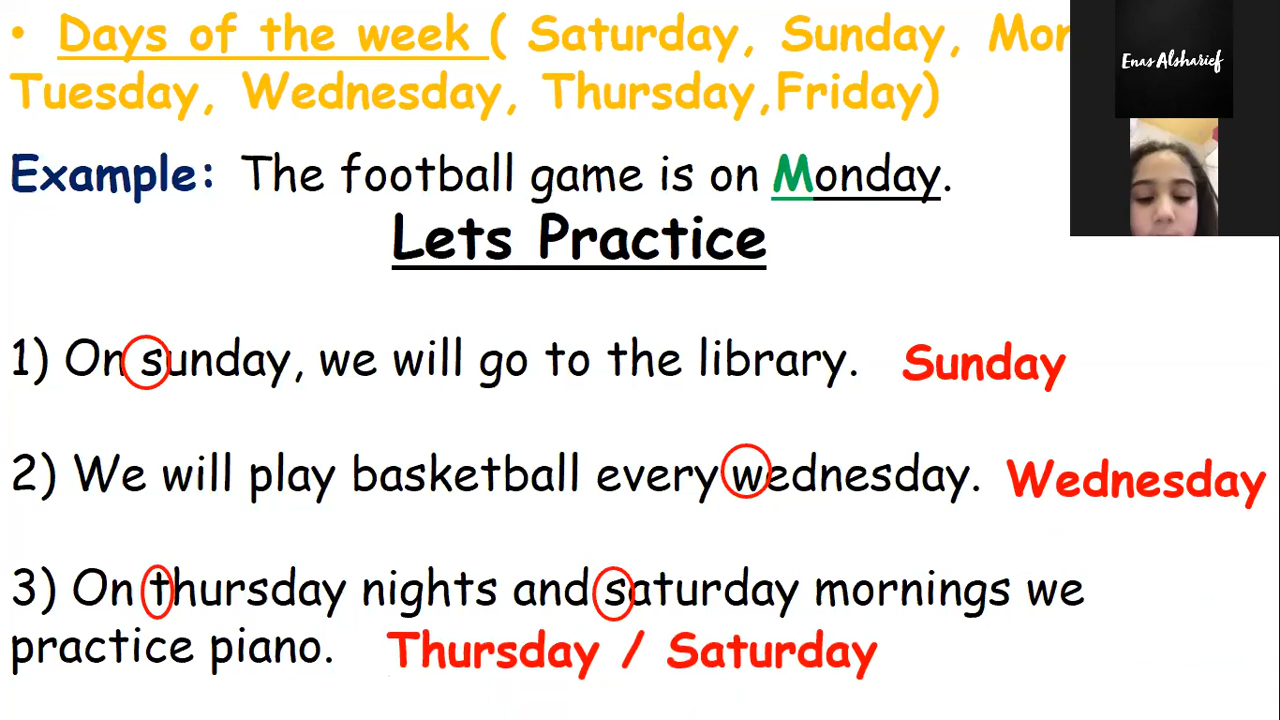 • Days of the week ( Saturday, Sunday, 
Tuesday, Wednesday, Thursday,Friday)
Example: The football game is on Monday.
Lets Practice
1) On sunday, we will go to the library. Sunday
2) We will play basketball every wednesday. Wednesday
3) On thursday nights and saturday mornings we
practice piano. Thursday / Saturday
Enas Alsharief